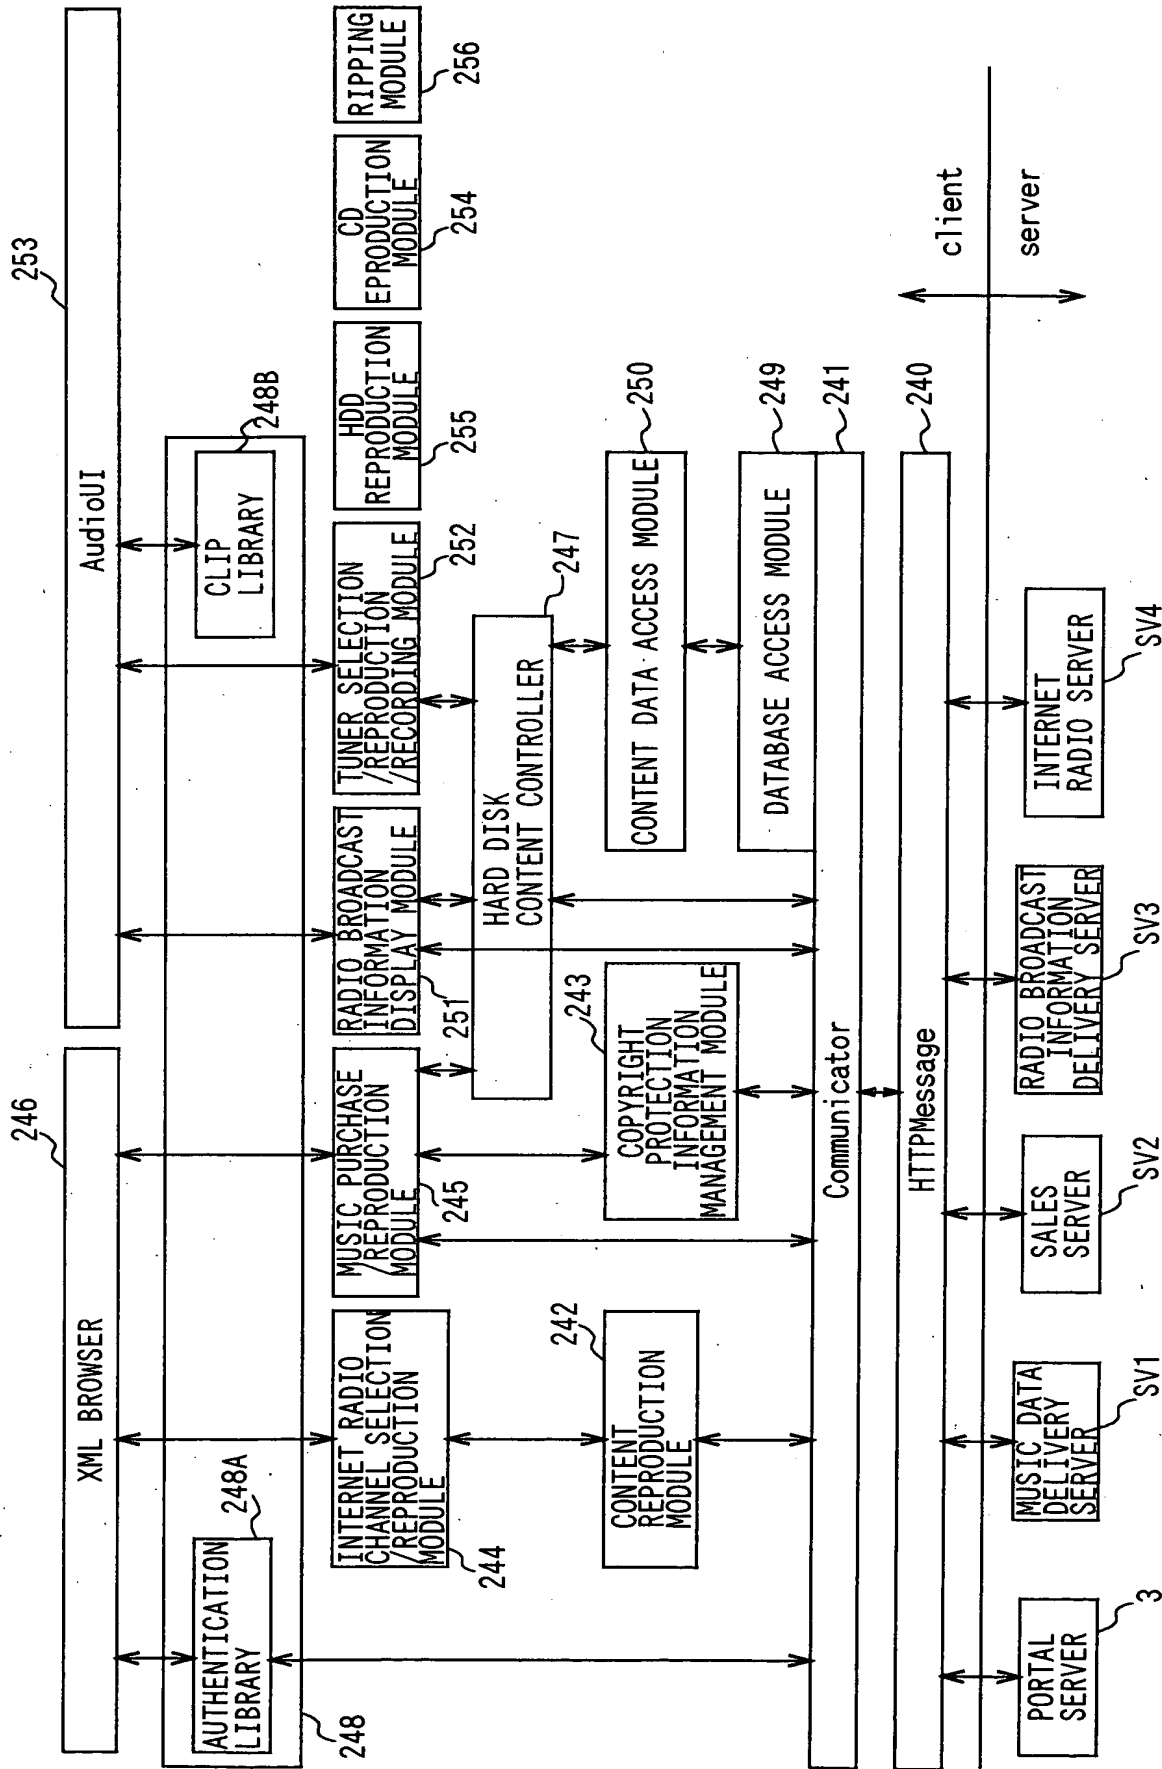 246
253
XML BROWSER
AudioUI
AUTHENTICATION
LIBRARY
248A
248
CLIP
LIBRARY
248B
INTERNET RADIO
CHANNEL SELECTION
/REPRODUCTION
MODULE
244
MUSIC PURCHASE
/REPRODUCTION
MODULE
245
RADIO BROADCAST
INFORMATION
DISPLAY MODULE
251
TUNER SELECTION
/REPRODUCTION
/RECORDING MODULE
252
HDD
REPRODUCTION
MODULE
255
CD
EPRODUCTION
MODULE
254
RIPPING
MODULE
256
HARD DISK
CONTENT CONTROLLER
247
CONTENT
REPRODUCTION
MODULE
242
COPYRIGHT
PROTECTION
INFORMATION
MANAGEMENT MODULE
243
CONTENT DATA ACCESS MODULE
250
DATABASE ACCESS MODULE
249
Communicator
241
HTTPMessage
240
client
server
PORTAL
SERVER
3
MUSIC DATA
DELIVERY
SERVER
SV1
SALES
SERVER
SV2
RADIO BROADCAST
INFORMATION
DELIVERY SERVER
SV3
INTERNET
RADIO SERVER
SV4